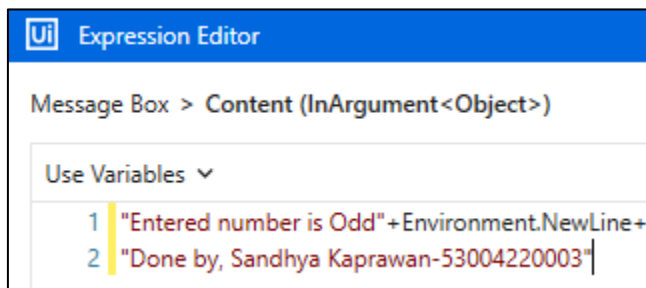 Ui Expression Editor
Message Box > Content (InArgument<Object>)
Use Variables
1 "Entered number is Odd"+Environment.NewLine+
2 "Done by, Sandhya Kaprawan-53004220003"